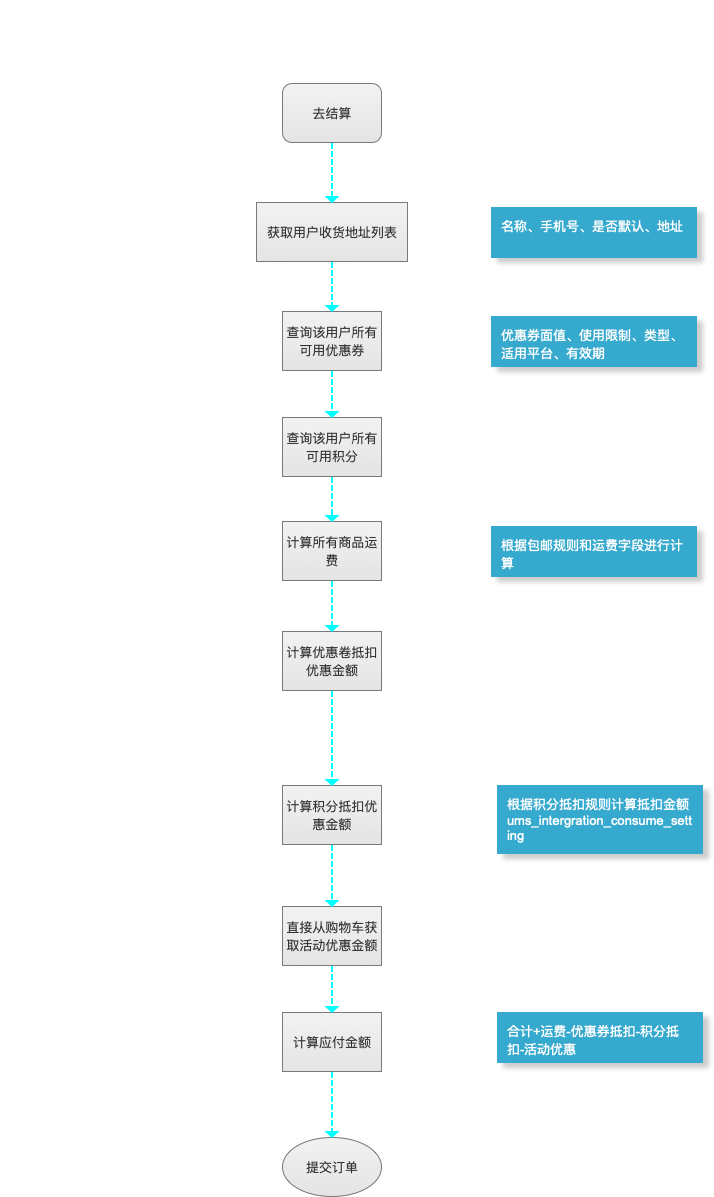 去结算
获取用户收货地址列表
名称、手机号、是否默认、地址
查询该用户所有
可用优惠券
优惠券面值、使用限制、类型、
适用平台、有效期
查询该用户所有
可用积分
计算所有商品运
费
根据包邮规则和运费字段进行计
算
计算优惠卷抵扣
优惠金额
计算积分抵扣优
惠金额
根据积分抵扣规则计算抵扣金额
ums_intergration_consume_sett
ing
直接从购物车获
取活动优惠金额
计算应付金额
合计+运费-优惠券抵扣-积分抵
扣-活动优惠
提交订单